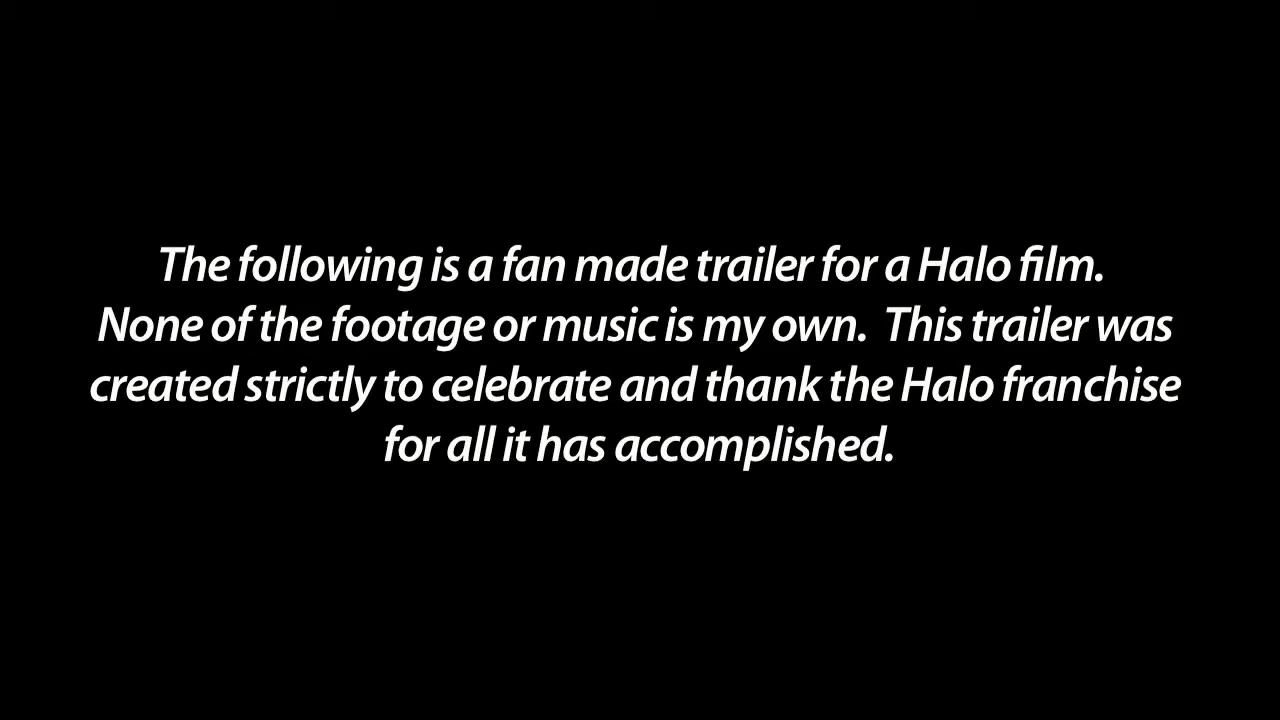 The following is a fan made trailer for a Halo film.
None of the footage or music is my own.  This trailer was
created strictly to celebrate and thank the Halo franchise
for all it has accomplished.